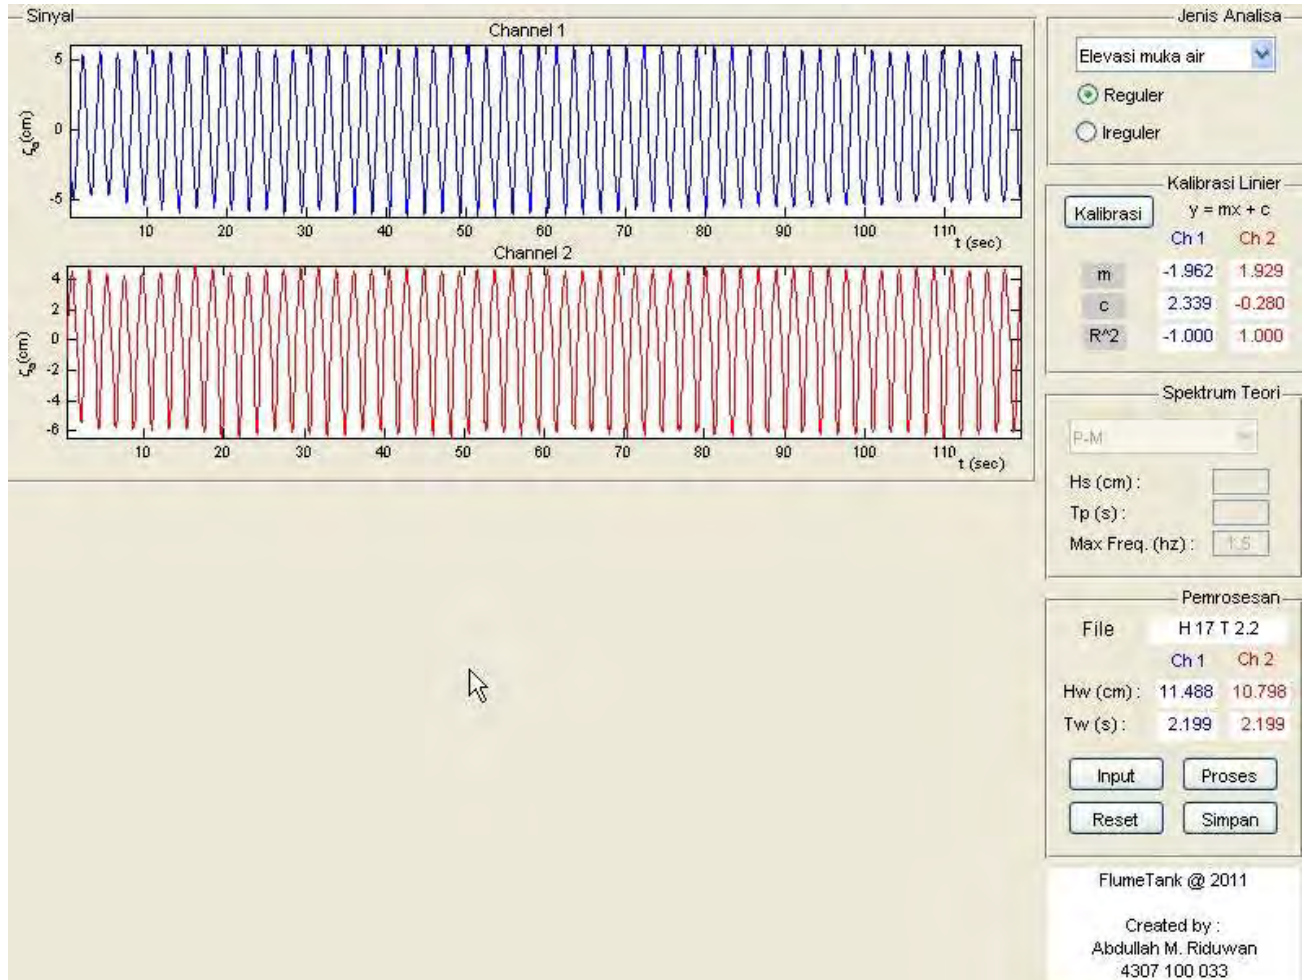 Sinyal
Channel 1
ζa(cm)
5
0
-5
10 20 30 40 50 60 70 80 90 100 110
t (sec)
Channel 2
ζa(cm)
4
2
0
-2
-4
-6
10 20 30 40 50 60 70 80 90 100 110
t (sec)
Jenis Analisa
Elevasi muka air
Reguler
Ireguler
Kalibrasi Linier
Kalibrasi y = mx + c
Ch 1 Ch 2
m -1.962 1.929
c 2.339 -0.280
R^2 -1.000 1.000
Spektrum Teori
P-M
Hs (cm) :
Tp (s) :
Max Freq. (hz) : 1.5
Pemrosesan
File H 17 T 2.2
Ch 1 Ch 2
Hw (cm) : 11.488 10.798
Tw (s) : 2.199 2.199
Input Proses
Reset Simpan
FlumeTank @ 2011
Created by :
Abdullah M. Riduwan
4307 100 033